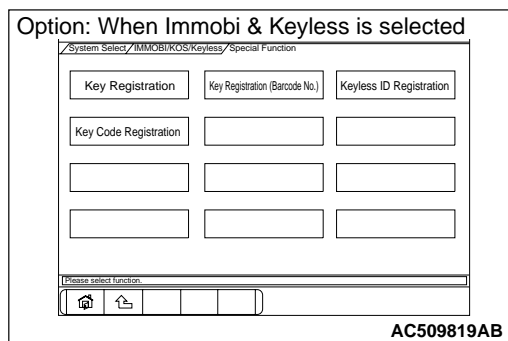 Option: When Immobi & Keyless is selected
System Select/IMMOBI/KOS/Keyless/Special Function
Key Registration
Key Registration (Barcode No.)
Keyless ID Registration
Key Code Registration
Please select function.
AC509819AB